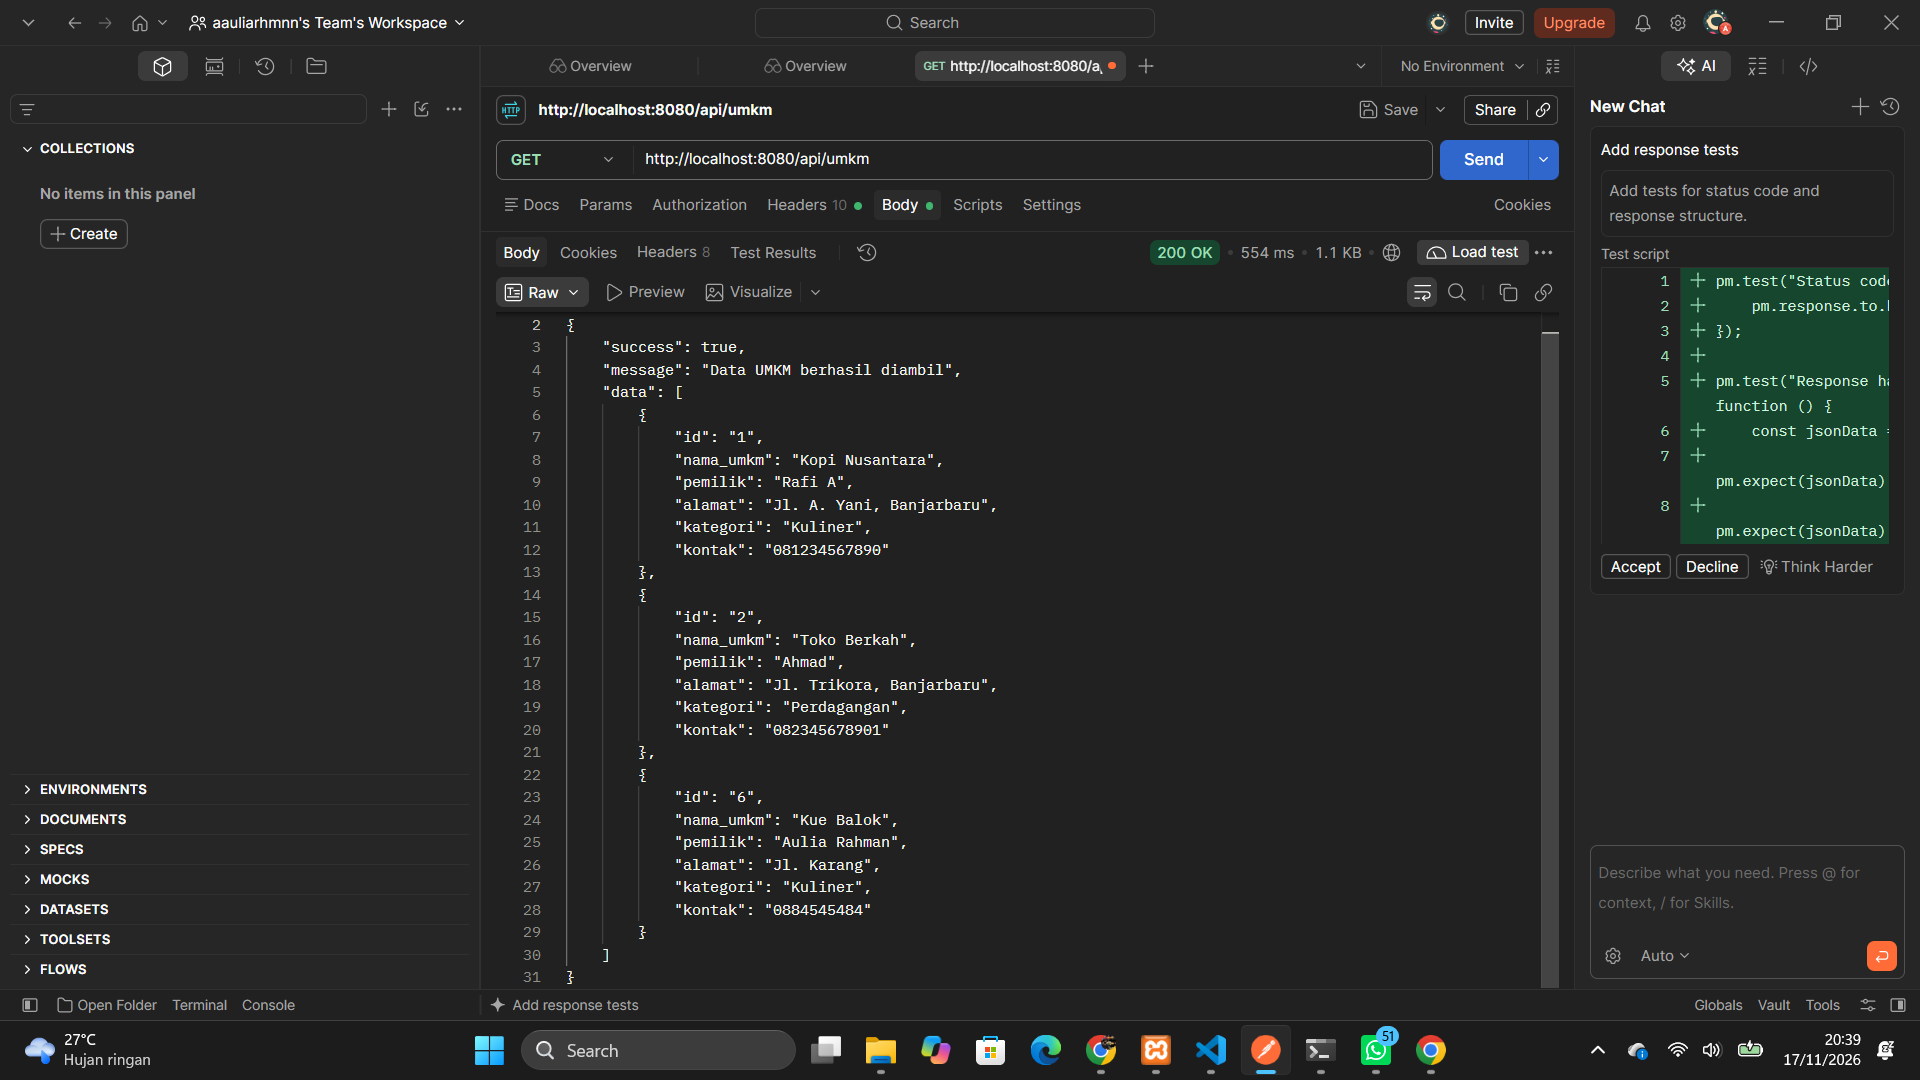 aauliarhmnn's Team's Workspace
Search
Invite
Upgrade
Overview
Overview
GET http://localhost:8080/a
No Environment
AI
http://localhost:8080/api/umkm
Save
Share
New Chat
COLLECTIONS
No items in this panel
Create
GET
http://localhost:8080/api/umkm
Send
Docs
Params
Authorization
Headers 10
Body
Scripts
Settings
Cookies
Body
Cookies
Headers 8
Test Results
200 OK
554 ms
1.1 KB
Load test
Raw
Preview
Visualize
2 {
3 "success": true,
4 "message": "Data UMKM berhasil diambil",
5 "data": [
6 {
7 "id": "1",
8 "nama_umkm": "Kopi Nusantara",
9 "pemilik": "Rafi A",
10 "alamat": "Jl. A. Yani, Banjarbaru",
11 "kategori": "Kuliner",
12 "kontak": "081234567890"
13 },
14 {
15 "id": "2",
16 "nama_umkm": "Toko Berkah",
17 "pemilik": "Ahmad",
18 "alamat": "Jl. Trikora, Banjarbaru",
19 "kategori": "Perdagangan",
20 "kontak": "082345678901"
21 },
22 {
23 "id": "6",
24 "nama_umkm": "Kue Balok",
25 "pemilik": "Aulia Rahman",
26 "alamat": "Jl. Karang",
27 "kategori": "Kuliner",
28 "kontak": "0884545484"
29 }
30 ]
31 }
Add response tests
Add tests for status code and
response structure.
Test script
1 + pm.test("Status code
2 + pm.response.to.
3 + });
4 +
5 + pm.test("Response ha
function () {
6 + const jsonData =
7 +
pm.expect(jsonData)
8 +
pm.expect(jsonData)
Accept
Decline
Think Harder
Describe what you need. Press @ for
context, / for Skills.
Auto
ENVIRONMENTS
DOCUMENTS
SPECS
MOCKS
DATASETS
TOOLSETS
FLOWS
Open Folder
Terminal
Console
Add response tests
Globals
Vault
Tools
27°C
Hujan ringan
Search
51
20:39
17/11/2026